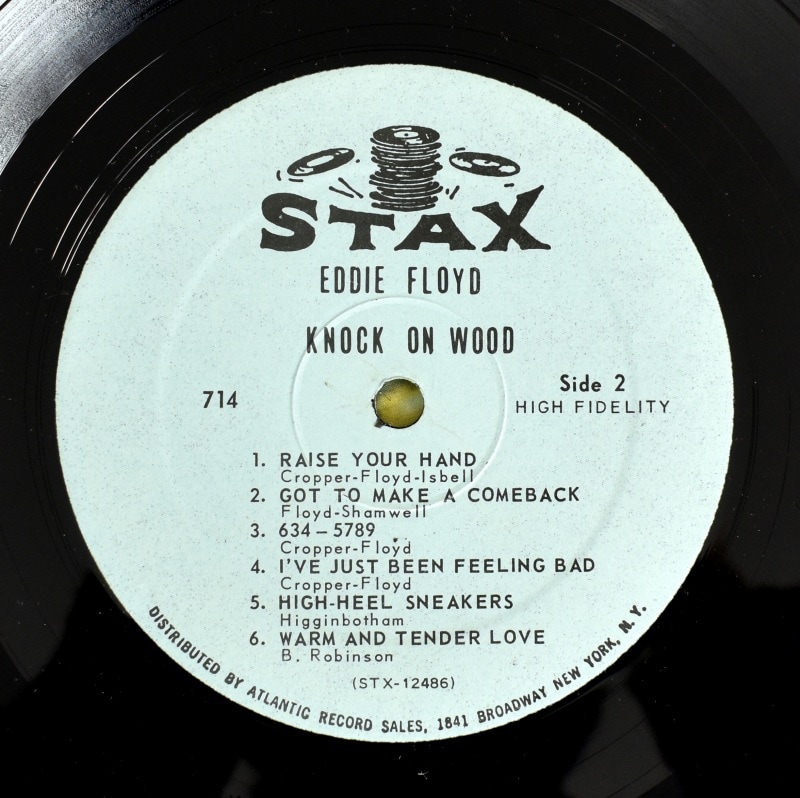 STAX
EDDIE FLOYD
KNOCK ON WOOD
714
Side 2
HIGH FIDELITY
1. RAISE YOUR HAND
Cropper-Floyd-Isbell
2. GOT TO MAKE A COMEBACK
Floyd-Shamwell
3. 634-5789
Cropper-Floyd
4. I'VE JUST BEEN FEELING BAD
Cropper-Floyd
5. HIGH-HEEL SNEAKERS
Higginbotham
6. WARM AND TENDER LOVE
B. Robinson
(STX-12486)
DISTRIBUTED BY ATLANTIC RECORD SALES, 1841 BROADWAY NEW YORK, N.Y.